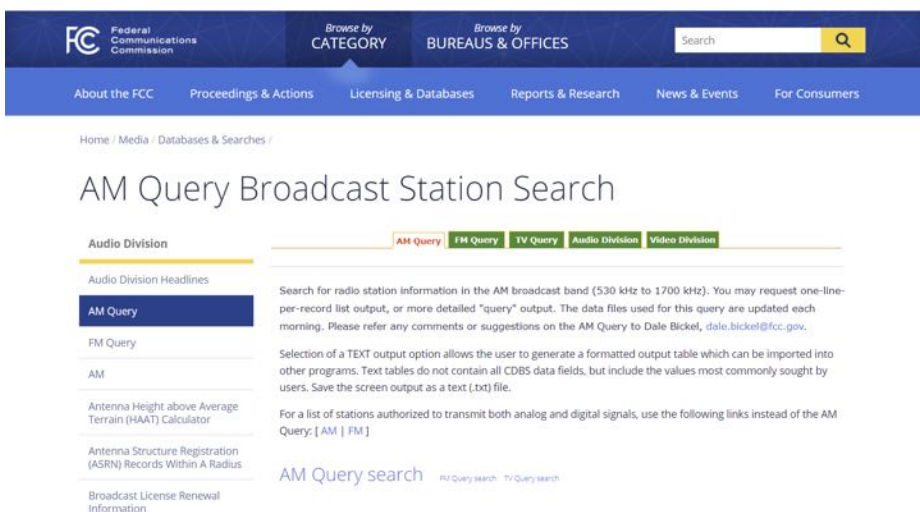 Federal
Communications
Commission
Browse by
CATEGORY
Browse by
BUREAUS & OFFICES
Search
About the FCC
Proceedings & Actions
Licensing & Databases
Reports & Research
News & Events
For Consumers
Home / Media / Databases & Searches /
AM Query Broadcast Station Search
Audio Division
Audio Division Headlines
AM Query
FM Query
AM
Antenna Height above Average
Terrain (HAAT) Calculator
Antenna Structure Registration
(ASRN) Records Within A Radius
Broadcast License Renewal
Information
AM Query
FM Query
TV Query
Audio Division
Video Division
Search for radio station information in the AM broadcast band (530 kHz to 1700 kHz). You may request one-line-
per-record list output, or more detailed "query" output. The data files used for this query are updated each
morning. Please refer any comments or suggestions on the AM Query to Dale Bickel, dale.bickel@fcc.gov.
Selection of a TEXT output option allows the user to generate a formatted output table which can be imported into
other programs. Text tables do not contain all CDBS data fields, but include the values most commonly sought by
users. Save the screen output as a text (.txt) file.
For a list of stations authorized to transmit both analog and digital signals, use the following links instead of the AM
Query: [ AM | FM ]
AM Query search
FM Query search
TV Query search